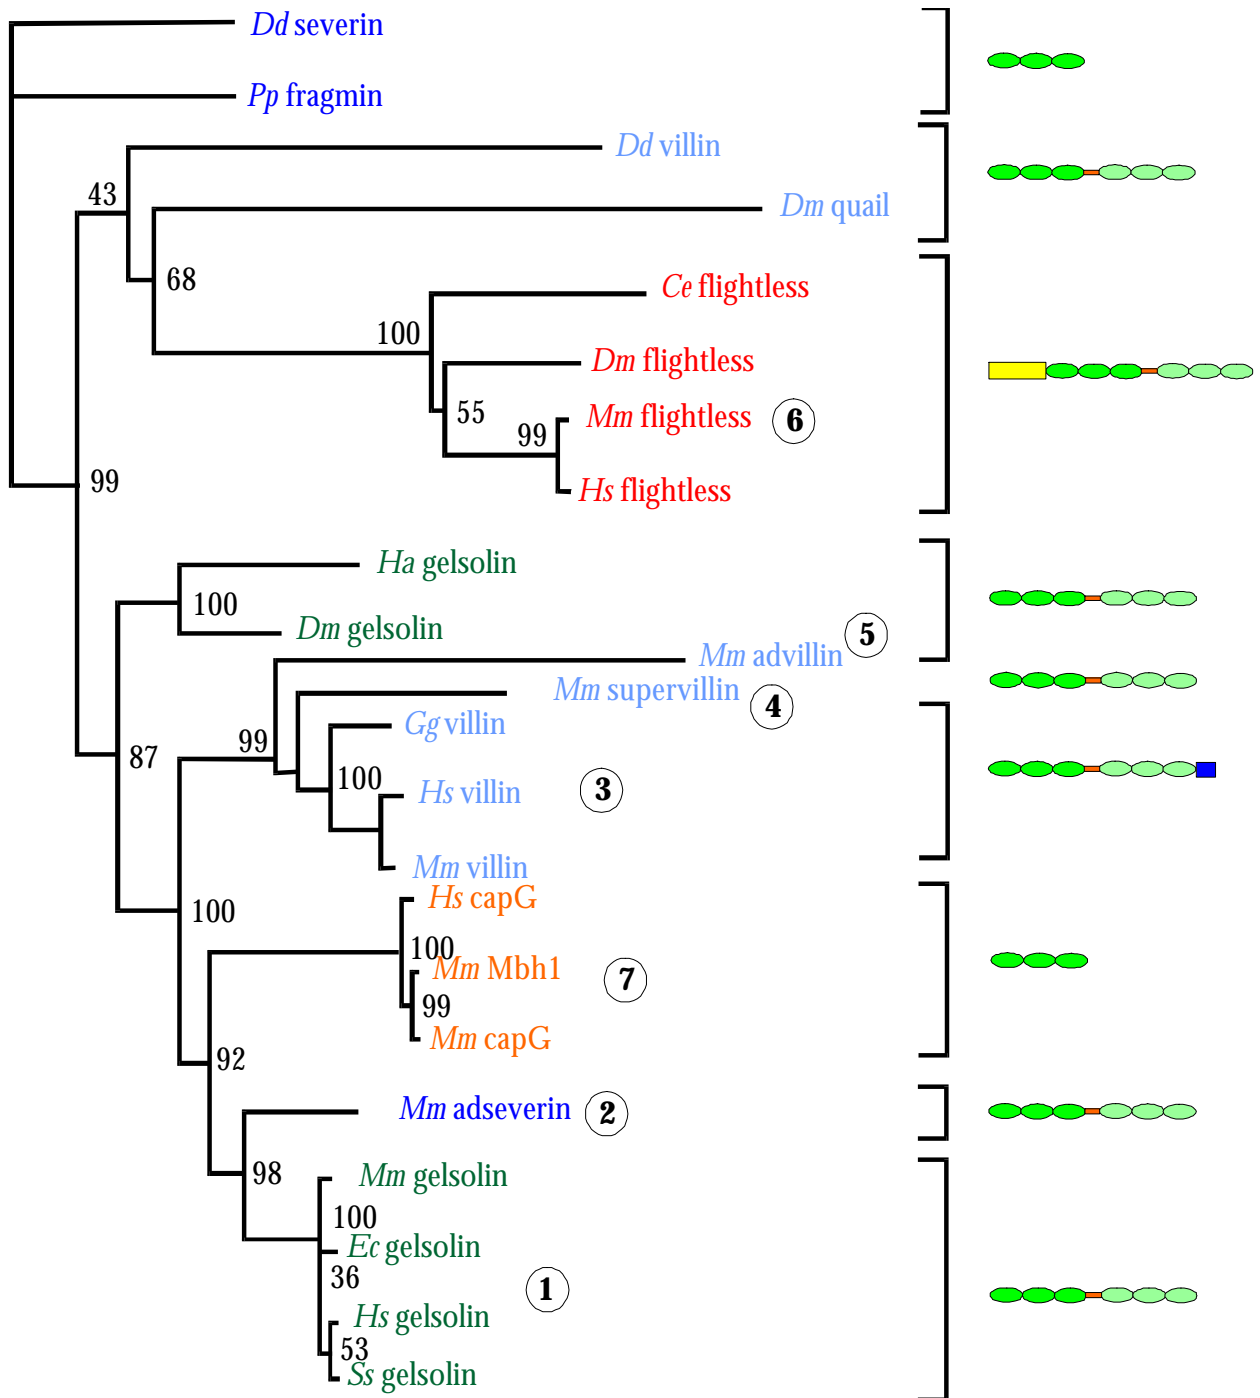 Dd severin
Pp fragmin
Dd villin
43
Dm quail
68
Ce flightless
100
Dm flightless
55
Mm flightless 6
99
99
Hs flightless
Ha gelsolin
100
Dm gelsolin
5
Mm advillin
Mm supervillin
4
Gg villin
99
87
100
Hs villin
3
Mm villin
Hs capG
100
100
Mm Mbh1
7
99
Mm capG
92
Mm adseverin 2
98
Mm gelsolin
100
Ec gelsolin
36
1
Hs gelsolin
53
Ss gelsolin